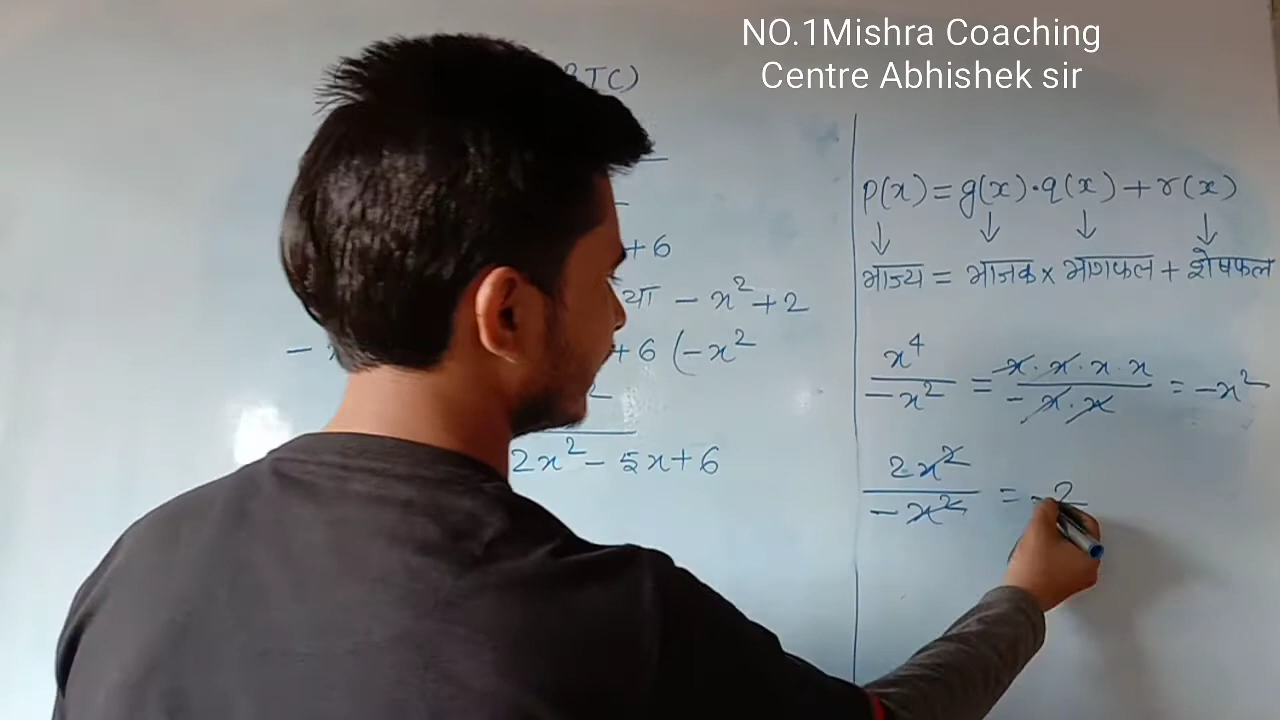 NO.1Mishra Coaching
Centre Abhishek sir
TC)
+ 6
या - x² + 2
+ 6 (-x²
2x² - 5x + 6
p(x) = g(x)·q(x) + r(x)
↓ ↓ ↓ ↓
भाज्य = भाजक × भागफल + शेषफल
x⁴/-x² = x·x·x·x/-x·x = -x²
2x²/-x² = -2